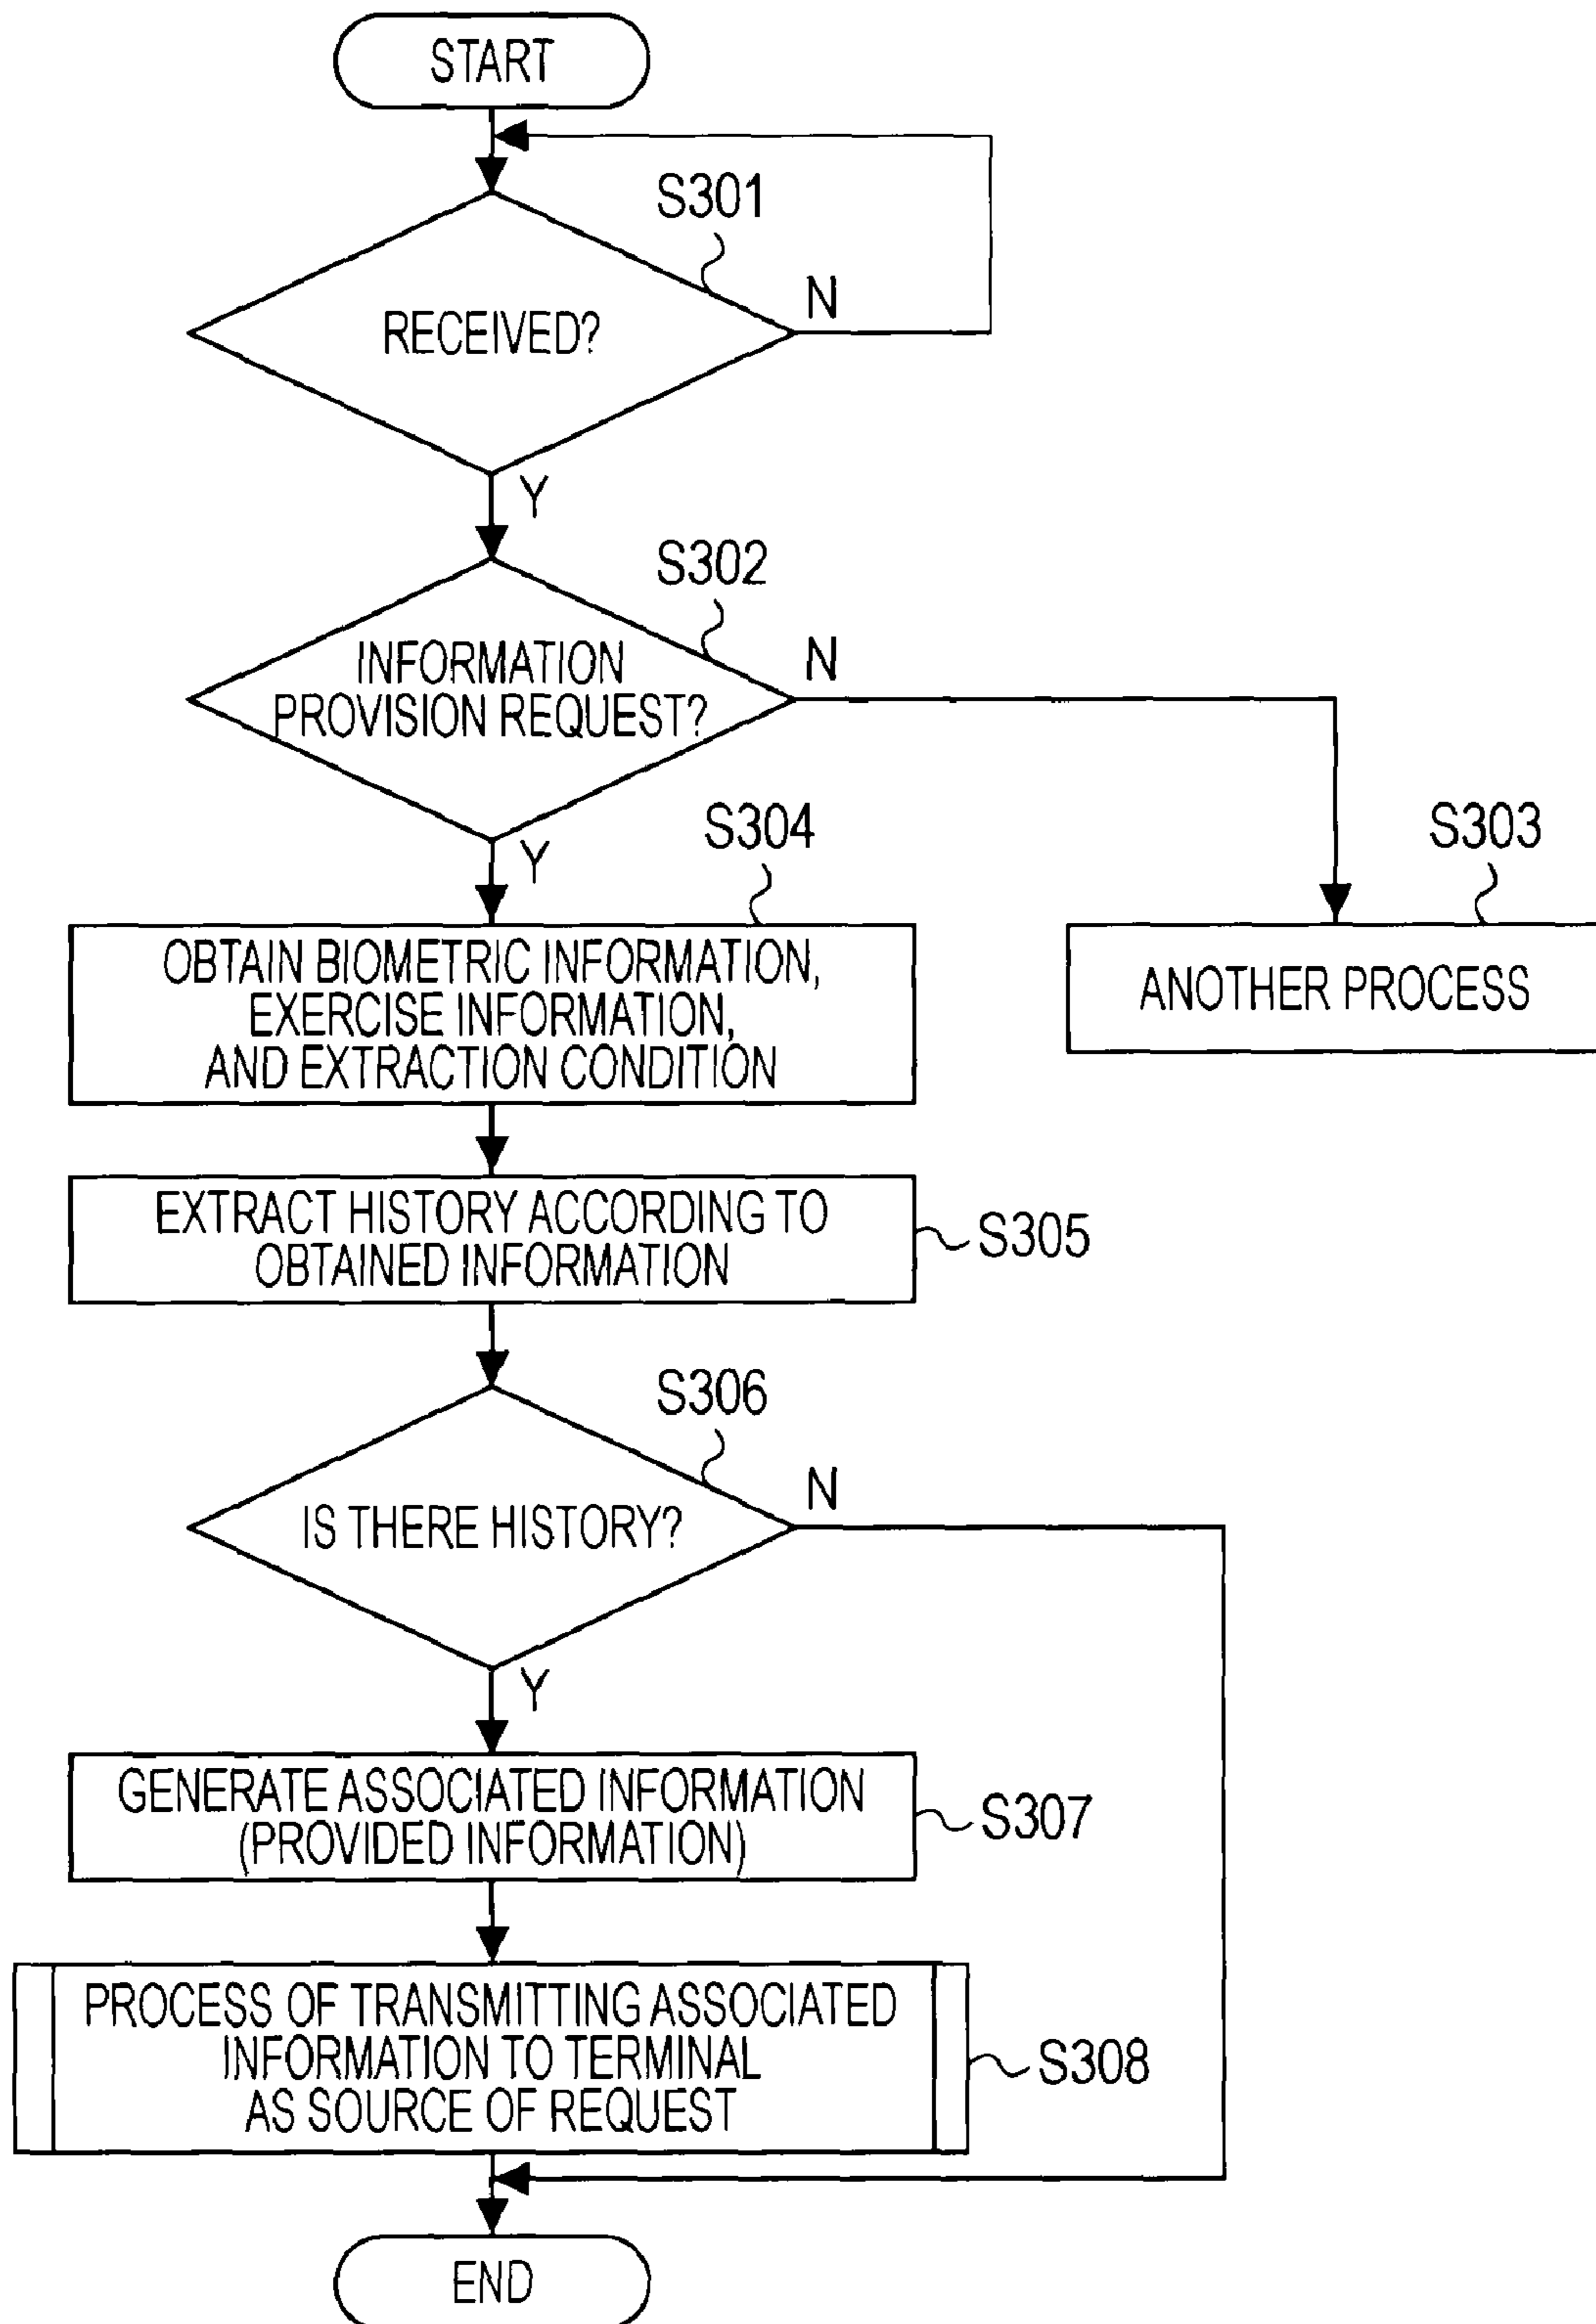 START
S301
RECEIVED?
N
Y
S302
INFORMATION
PROVISION REQUEST?
N
Y
S304
S303
OBTAIN BIOMETRIC INFORMATION,
EXERCISE INFORMATION,
AND EXTRACTION CONDITION
ANOTHER PROCESS
EXTRACT HISTORY ACCORDING TO
OBTAINED INFORMATION
S305
S306
IS THERE HISTORY?
N
Y
GENERATE ASSOCIATED INFORMATION
(PROVIDED INFORMATION)
S307
PROCESS OF TRANSMITTING ASSOCIATED
INFORMATION TO TERMINAL
AS SOURCE OF REQUEST
S308
END